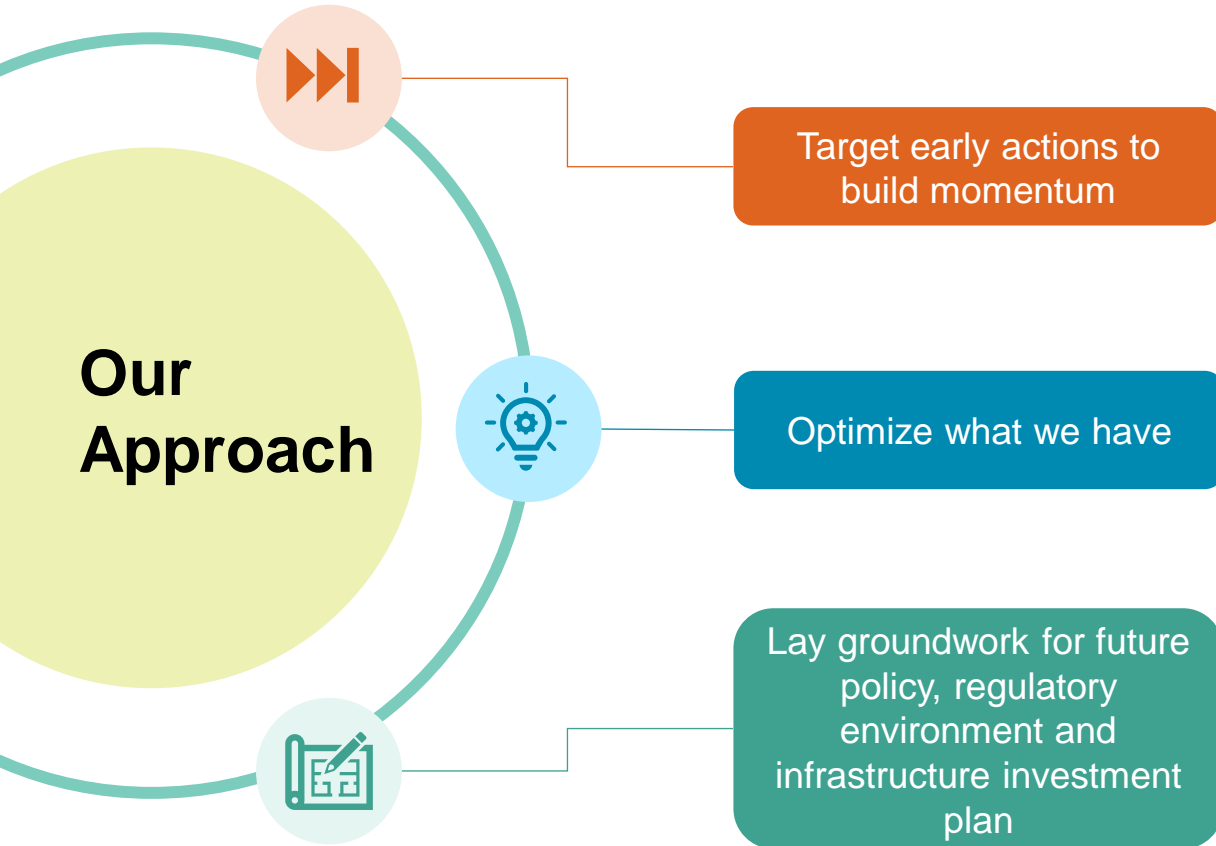 Our
Approach
Target early actions to
build momentum
Optimize what we have
Lay groundwork for future
policy, regulatory
environment and
infrastructure investment
plan